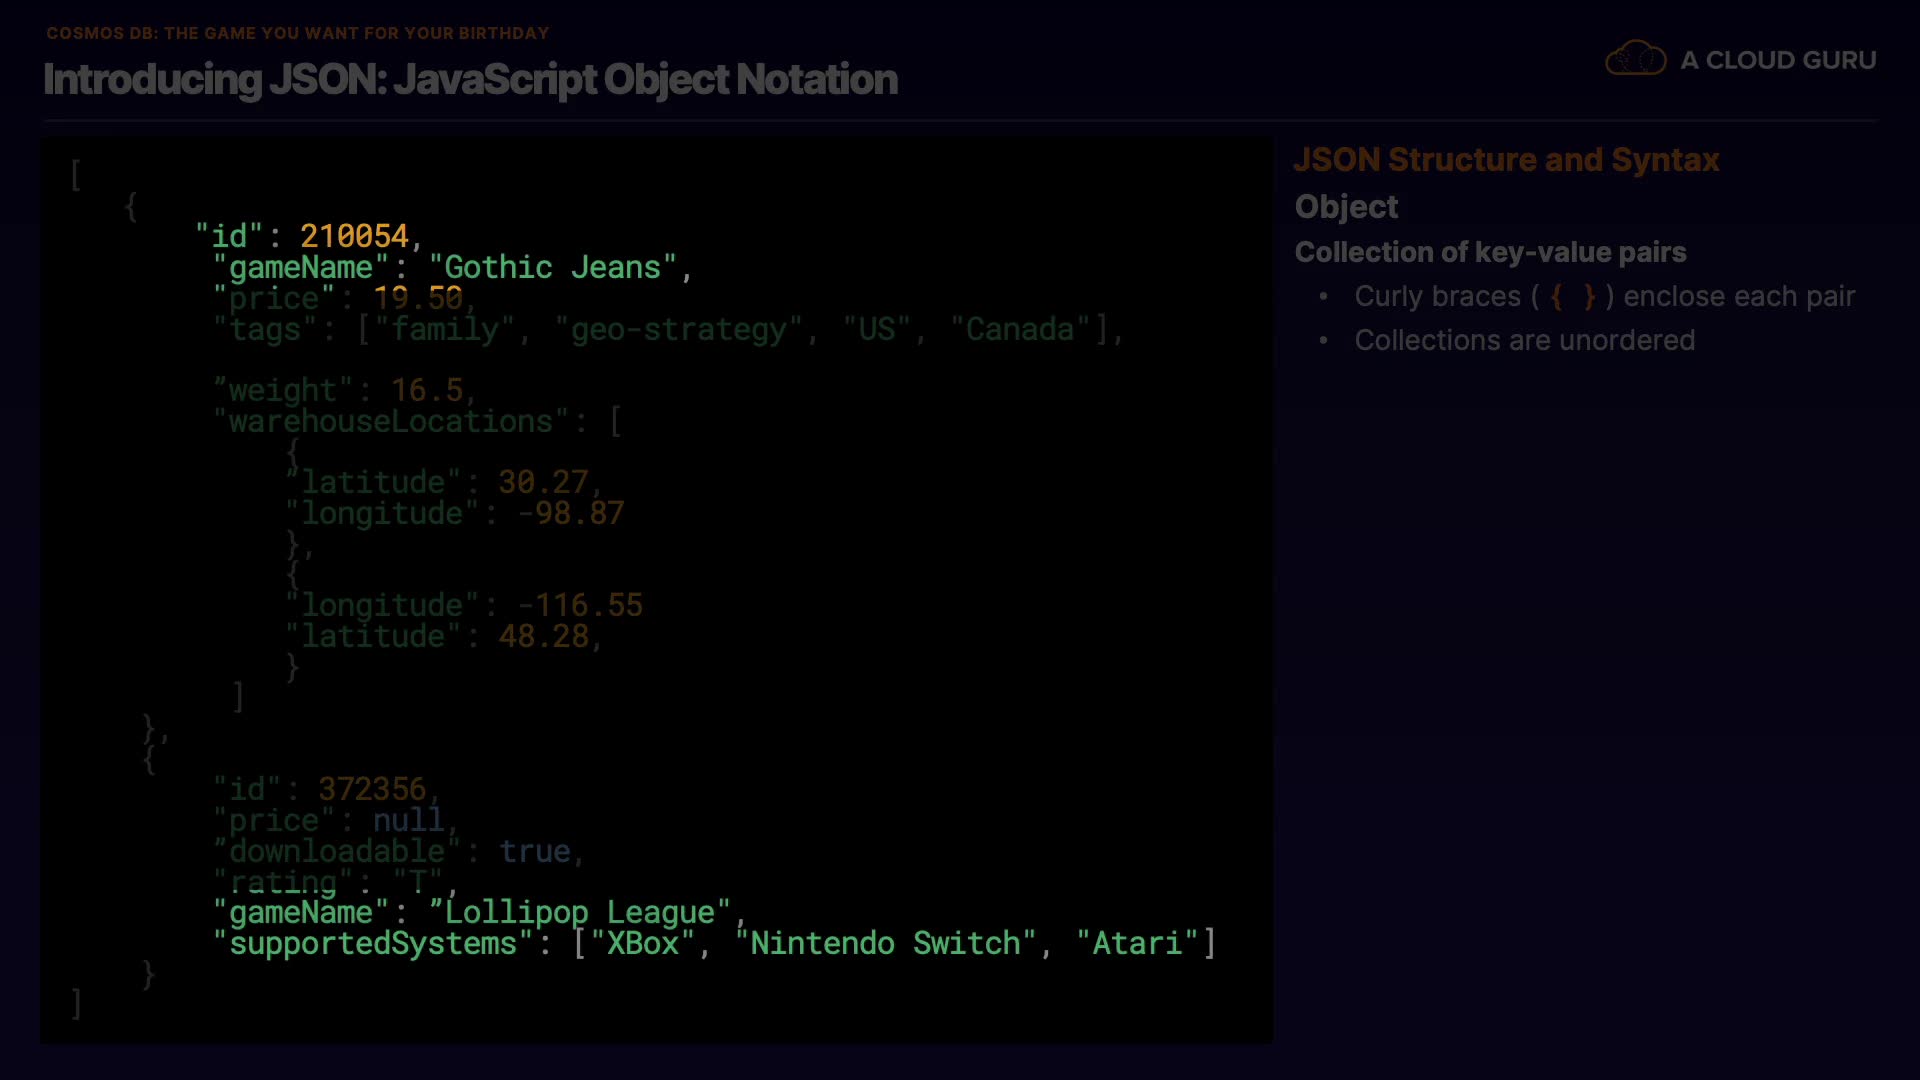 COSMOS DB: THE GAME YOU WANT FOR YOUR BIRTHDAY
Introducing JSON: JavaScript Object Notation
A CLOUD GURU
[
{
"id": 210054,
"gameName": "Gothic Jeans",
"price": 19.50,
"tags": ["family", "geo-strategy", "US", "Canada"],
”weight": 16.5,
"warehouseLocations": [
{
”latitude": 30.27,
"longitude": -98.87
},
{
"longitude": -116.55
"latitude": 48.28,
}
]
},
{
"id": 372356,
"price": null,
”downloadable": true,
"rating": "T",
"gameName": ”Lollipop League",
"supportedSystems": ["XBox", "Nintendo Switch", "Atari"]
}
]
JSON Structure and Syntax
Object
Collection of key-value pairs
• Curly braces ( { } ) enclose each pair
• Collections are unordered